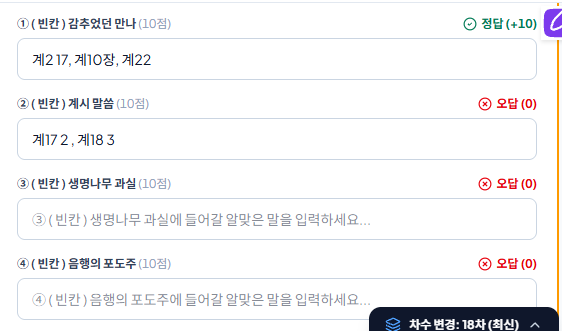 ① ( 빈칸 ) 감추었던 만나 (10점) 정답 (+10)
계2 17, 계10장, 계22
② ( 빈칸 ) 계시 말씀 (10점) 오답 (0)
계17 2 , 계18 3
③ ( 빈칸 ) 생명나무 과실 (10점) 오답 (0)
③ ( 빈칸 ) 생명나무 과실에 들어갈 알맞은 말을 입력하세요...
④ ( 빈칸 ) 음행의 포도주 (10점) 오답 (0)
④ ( 빈칸 ) 음행의 포도주에 들어갈 알맞은 말을 입력하세요...
차수 변경: 18차 (최신)